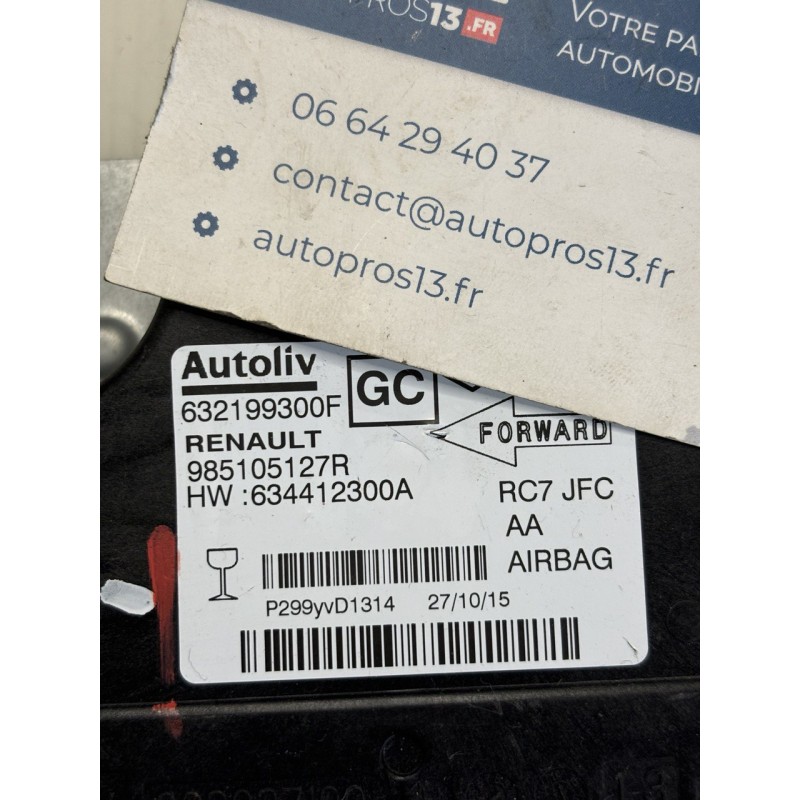 PROS13.FR
VOTRE PA
AUTOMOBI
06 64 29 40 37
contact@autopros13.fr
autopros13.fr
Autoliv
632199300F
GC
FORWARD
RENAULT
985105127R
HW :634412300A
RC7 JFC
AA
AIRBAG
P299yvD1314 27/10/15